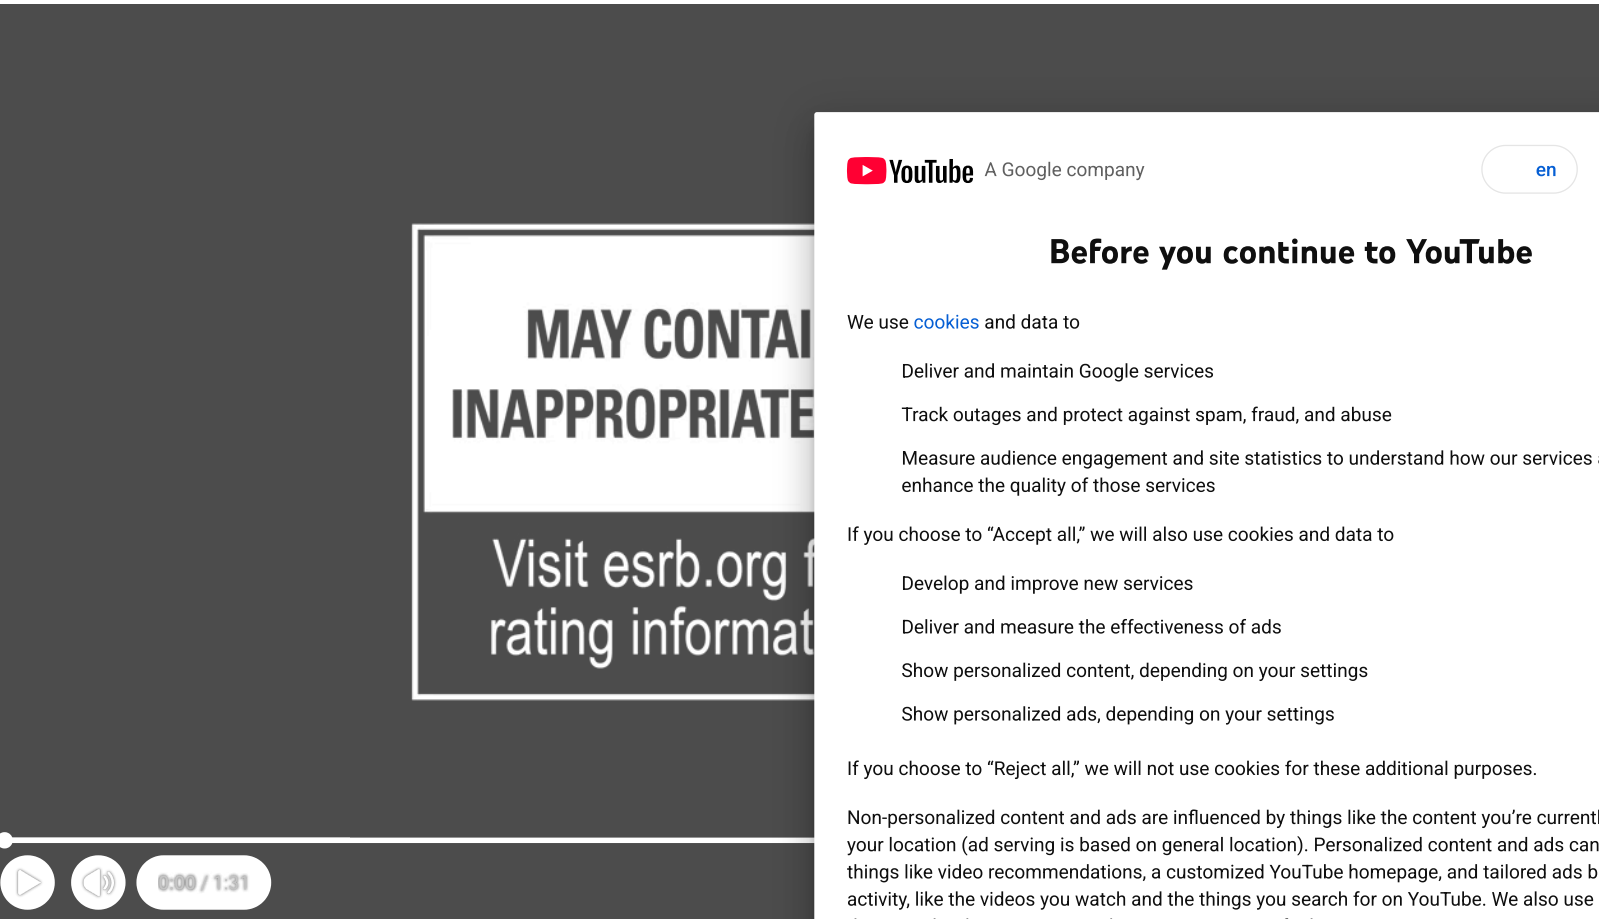 YouTube A Google company
en
Before you continue to YouTube
We use cookies and data to
Deliver and maintain Google services
Track outages and protect against spam, fraud, and abuse
Measure audience engagement and site statistics to understand how our services
enhance the quality of those services
If you choose to “Accept all,” we will also use cookies and data to
Develop and improve new services
Deliver and measure the effectiveness of ads
Show personalized content, depending on your settings
Show personalized ads, depending on your settings
If you choose to “Reject all,” we will not use cookies for these additional purposes.
Non-personalized content and ads are influenced by things like the content you’re
your location (ad serving is based on general location). Personalized content and ads can
things like video recommendations, a customized YouTube homepage, and tailored ads
activity, like the videos you watch and the things you search for on YouTube. We also use
MAY
INAPPROPRIATE
Visit esrb.org
rating
0:00 / 1:31